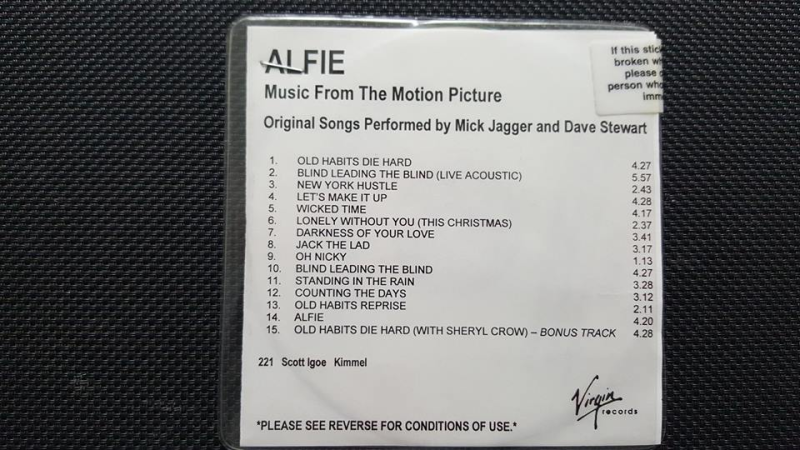 ALFIE
If this stic
broken wh
please
person who
imm
Music From The Motion Picture
Original Songs Performed by Mick Jagger and Dave Stewart
1. OLD HABITS DIE HARD 4.27
2. BLIND LEADING THE BLIND (LIVE ACOUSTIC) 5.57
3. NEW YORK HUSTLE 2.43
4. LET'S MAKE IT UP 4.28
5. WICKED TIME 4.17
6. LONELY WITHOUT YOU (THIS CHRISTMAS) 2.37
7. DARKNESS OF YOUR LOVE 3.41
8. JACK THE LAD 3.17
9. OH NICKY 1.13
10. BLIND LEADING THE BLIND 4.27
11. STANDING IN THE RAIN 3.28
12. COUNTING THE DAYS 3.12
13. OLD HABITS REPRISE 2.11
14. ALFIE 4.20
15. OLD HABITS DIE HARD (WITH SHERYL CROW) – BONUS TRACK 4.28
221 Scott Igoe Kimmel
Virgin
records
*PLEASE SEE REVERSE FOR CONDITIONS OF USE.*